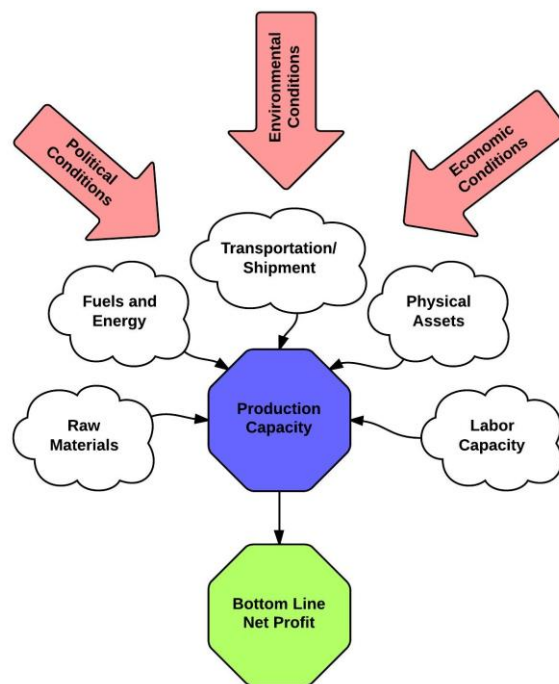 Political
Conditions
Environmental
Conditions
Economic
Conditions
Transportation/
Shipment
Fuels and
Energy
Physical
Assets
Raw
Materials
Production
Capacity
Labor
Capacity
Bottom Line
Net Profit